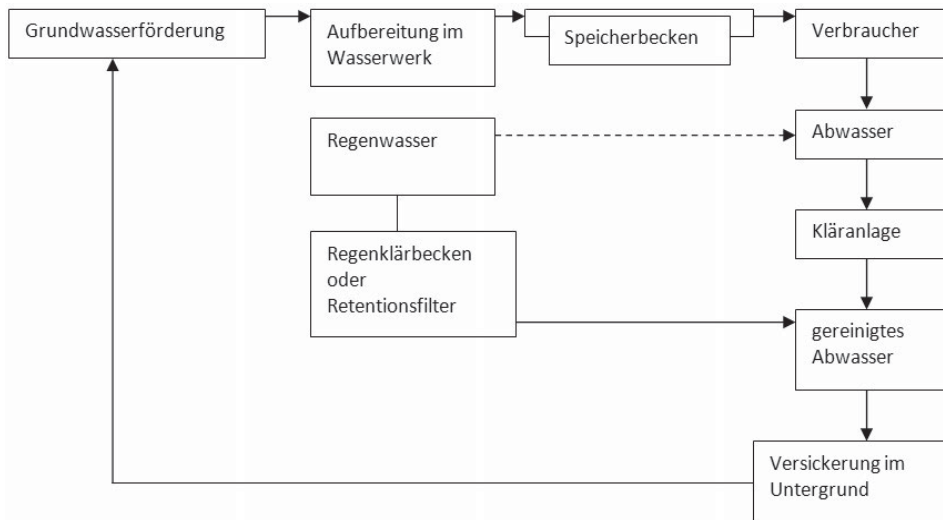 Grundwasserförderung
Aufbereitung im
Wasserwerk
Speicherbecken
Verbraucher
Regenwasser
Abwasser
Kläranlage
Regenklärbecken
oder
Retentionsfilter
gereinigtes
Abwasser
Versickerung im
Untergrund